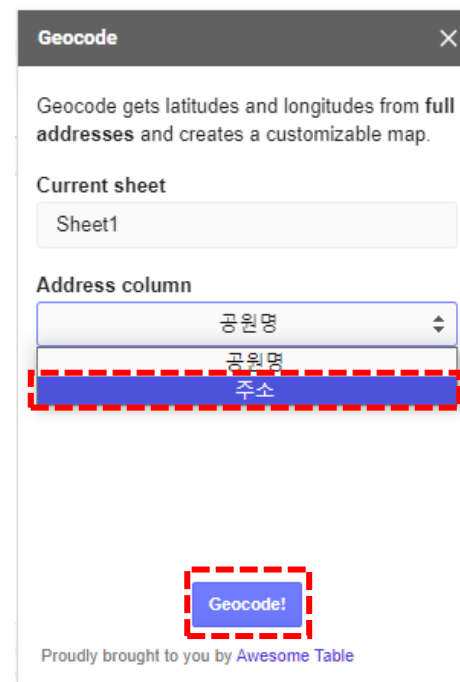 Geocode
Geocode gets latitudes and longitudes from full
addresses and creates a customizable map.
Current sheet
Sheet1
Address column
공원명
공원명
주소
Geocode!
Proudly brought to you by Awesome Table